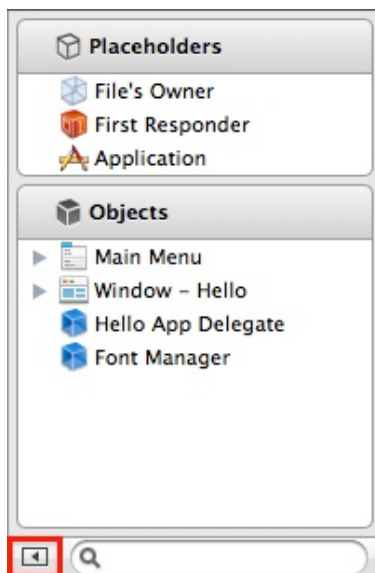 Placeholders
File's Owner
First Responder
Application
Objects
Main Menu
Window – Hello
Hello App Delegate
Font Manager